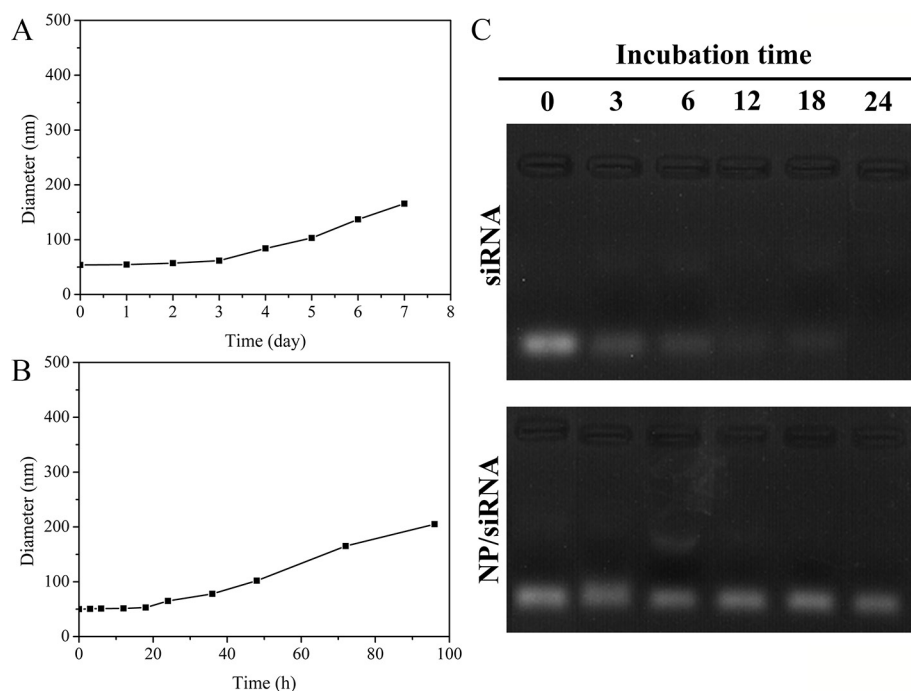 A
500
400
300
200
100
0
Diameter (nm)
0 1 2 3 4 5 6 7 8
Time (day)
B
500
400
300
200
100
0
Diameter (nm)
0 20 40 60 80 100
Time (h)
C
Incubation time
0 3 6 12 18 24
siRNA
NP/siRNA